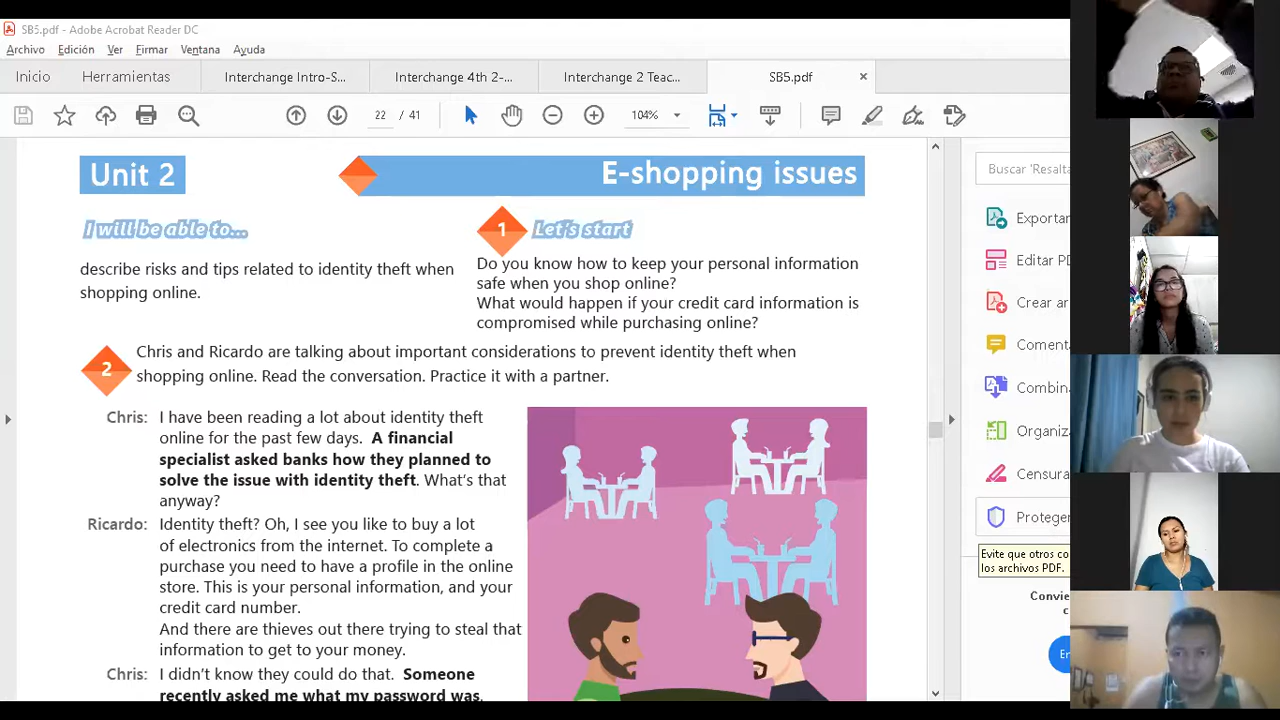 SB5.pdf - Adobe Acrobat Reader DC
Archivo Edición Ver Firmar Ventana Ayuda
Inicio Herramientas Interchange Intro-S... Interchange 4th 2-... Interchange 2 Teac... SB5.pdf ×
22 / 41 104%
Unit 2 E-shopping issues
I will be able to...
describe risks and tips related to identity theft when
shopping online.
1 Let's start
Do you know how to keep your personal information
safe when you shop online?
What would happen if your credit card information is
compromised while purchasing online?
2 Chris and Ricardo are talking about important considerations to prevent identity theft when
shopping online. Read the conversation. Practice it with a partner.
Chris: I have been reading a lot about identity theft
online for the past few days. A financial
specialist asked banks how they planned to
solve the issue with identity theft. What's that
anyway?
Ricardo: Identity theft? Oh, I see you like to buy a lot
of electronics from the internet. To complete a
purchase you need to have a profile in the online
store. This is your personal information, and your
credit card number.
And there are thieves out there trying to steal that
information to get to your money.
Chris: I didn't know they could do that. Someone
recently asked me what my password was.
Buscar 'Resalta
Exportar
Editar PD
Crear ar
Coment
Combin
Organiz
Censura
Proteger
Evite que otros co
los archivos PDF.
Convie
c
En